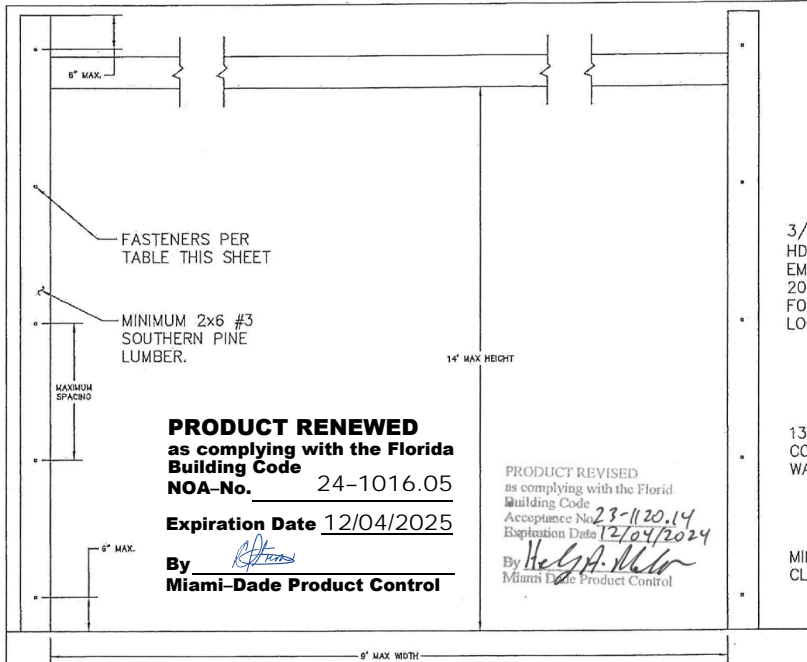 6" MAX.
FASTENERS PER
TABLE THIS SHEET
MINIMUM 2x6 #3
SOUTHERN PINE
LUMBER.
MAXIMUM
SPACING
14' MAX HEIGHT
6" MAX.
9' MAX WIDTH
PRODUCT RENEWED
as complying with the Florida
Building Code
NOA–No. 24–1016.05
Expiration Date 12/04/2025
By
Miami–Dade Product Control
PRODUCT REVISED
as complying with the Florid
Building Code
Acceptance No 23-1120.14
Expiration Date 12/04/2024
By
Miami Dade Product Control
3/
HD
EM
20
FO
LO
13
CO
WA
MI
CL